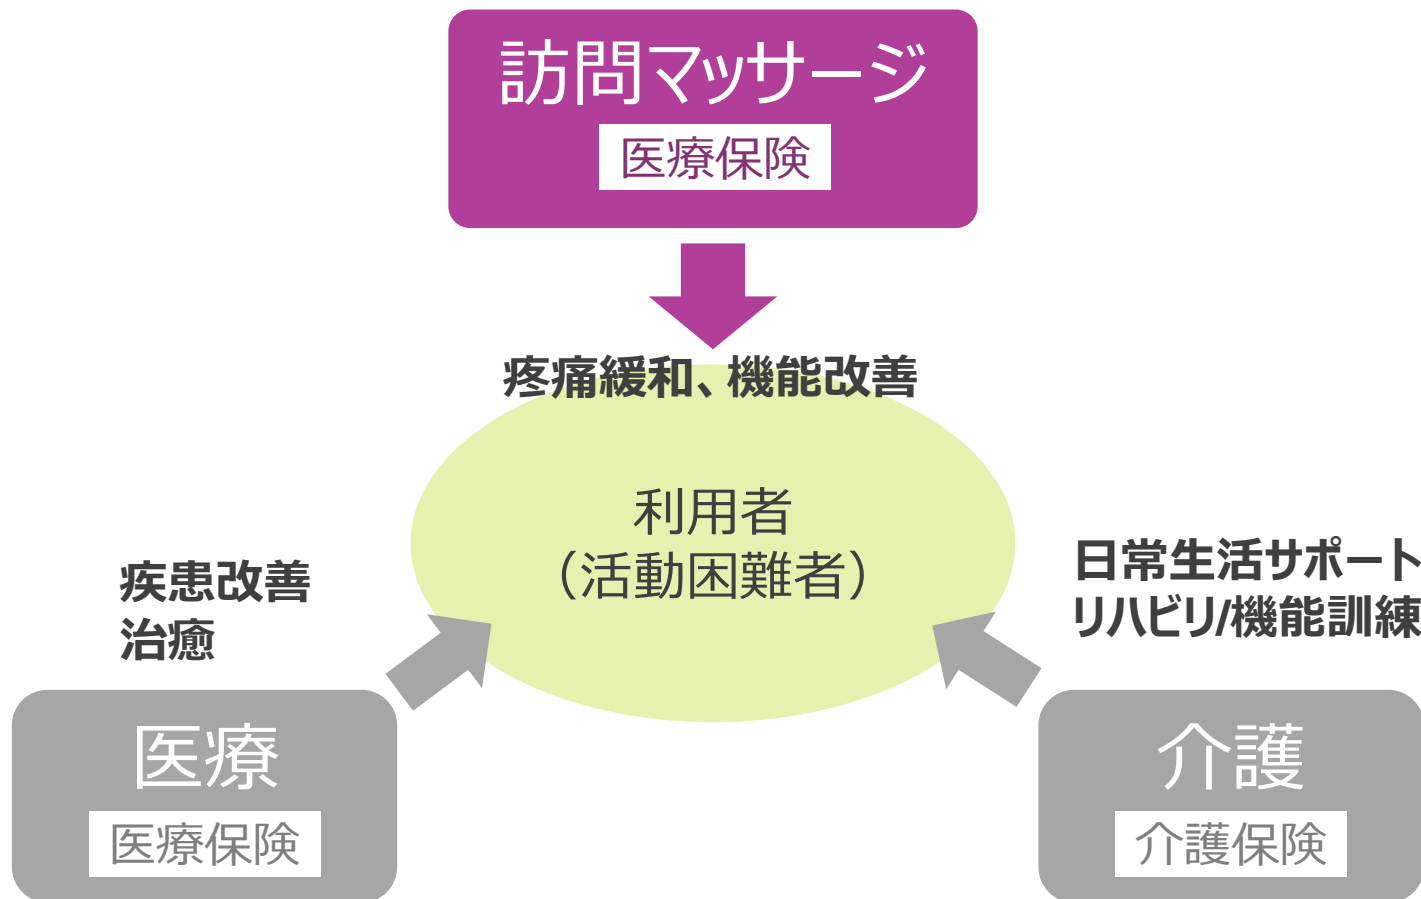 訪問マッサージ
医療保険
疼痛緩和、機能改善
利用者
（活動困難者）
疾患改善
治癒
日常生活サポート
リハビリ/機能訓練
医療
医療保険
介護
介護保険